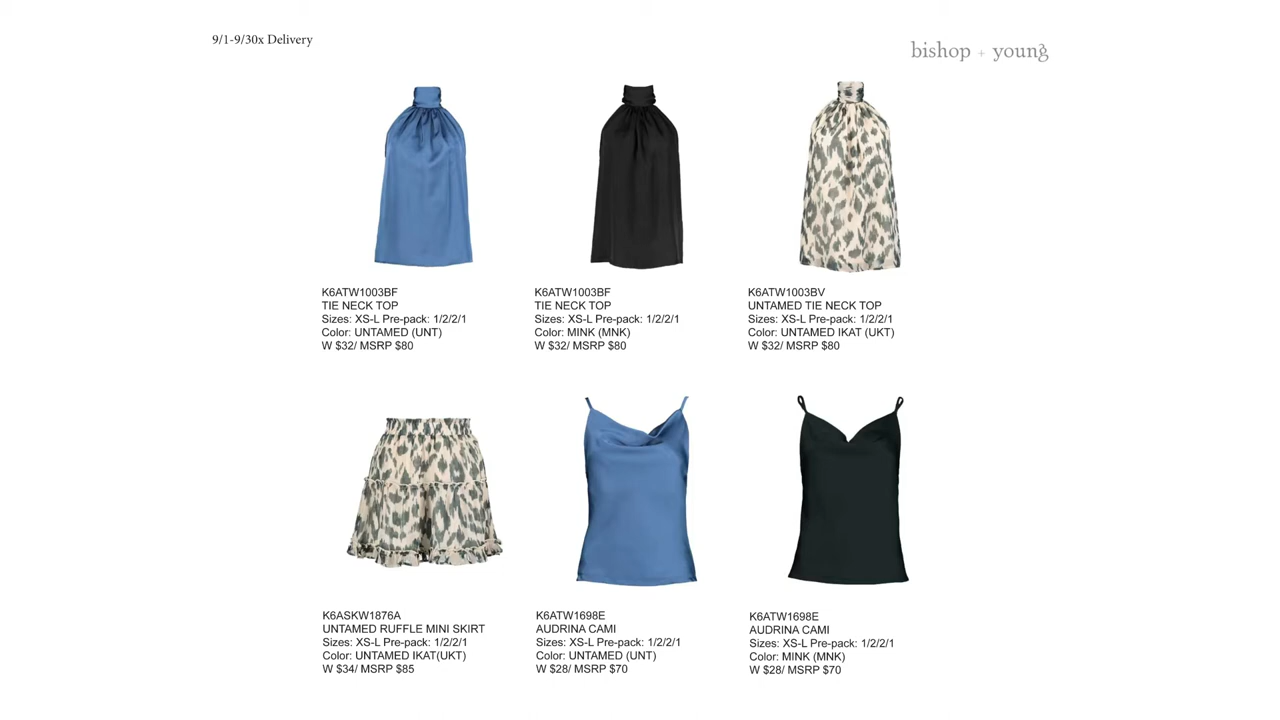 9/1-9/30x Delivery
bishop + young
K6ATW1003BF
TIE NECK TOP
Sizes: XS-L Pre-pack: 1/2/2/1
Color: UNTAMED (UNT)
W $32/ MSRP $80
K6ATW1003BF
TIE NECK TOP
Sizes: XS-L Pre-pack: 1/2/2/1
Color: MINK (MNK)
W $32/ MSRP $80
K6ATW1003BV
UNTAMED TIE NECK TOP
Sizes: XS-L Pre-pack: 1/2/2/1
Color: UNTAMED IKAT (UKT)
W $32/ MSRP $80
K6ASKW1876A
UNTAMED RUFFLE MINI SKIRT
Sizes: XS-L Pre-pack: 1/2/2/1
Color: UNTAMED IKAT(UKT)
W $34/ MSRP $85
K6ATW1698E
AUDRINA CAMI
Sizes: XS-L Pre-pack: 1/2/2/1
Color: UNTAMED (UNT)
W $28/ MSRP $70
K6ATW1698E
AUDRINA CAMI
Sizes: XS-L Pre-pack: 1/2/2/1
Color: MINK (MNK)
W $28/ MSRP $70